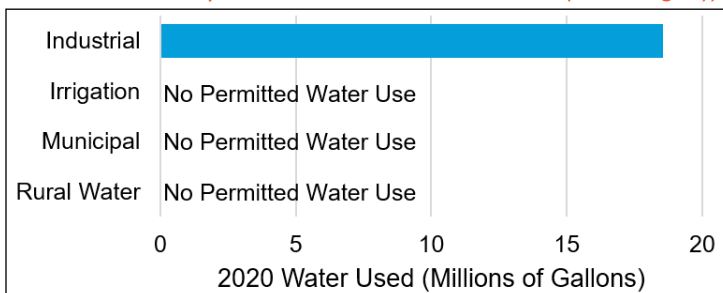 Industrial
Irrigation No Permitted Water Use
Municipal No Permitted Water Use
Rural Water No Permitted Water Use
0 5 10 15 20
2020 Water Used (Millions of Gallons)